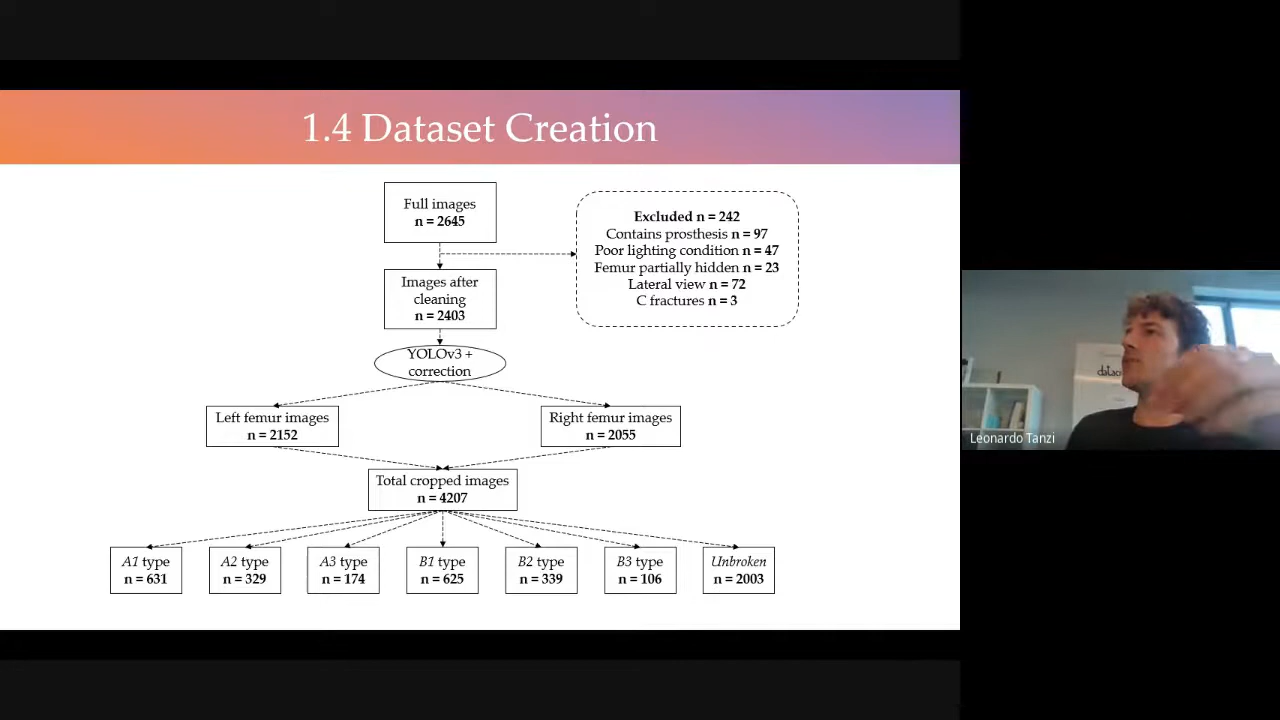 1.4 Dataset Creation
Full images
n = 2645
Excluded n = 242
Contains prosthesis n = 97
Poor lighting condition n = 47
Femur partially hidden n = 23
Lateral view n = 72
C fractures n = 3
Images after
cleaning
n = 2403
YOLOv3 +
correction
Left femur images
n = 2152
Right femur images
n = 2055
Total cropped images
n = 4207
A1 type
n = 631
A2 type
n = 329
A3 type
n = 174
B1 type
n = 625
B2 type
n = 339
B3 type
n = 106
Unbroken
n = 2003
Leonardo Tanzi